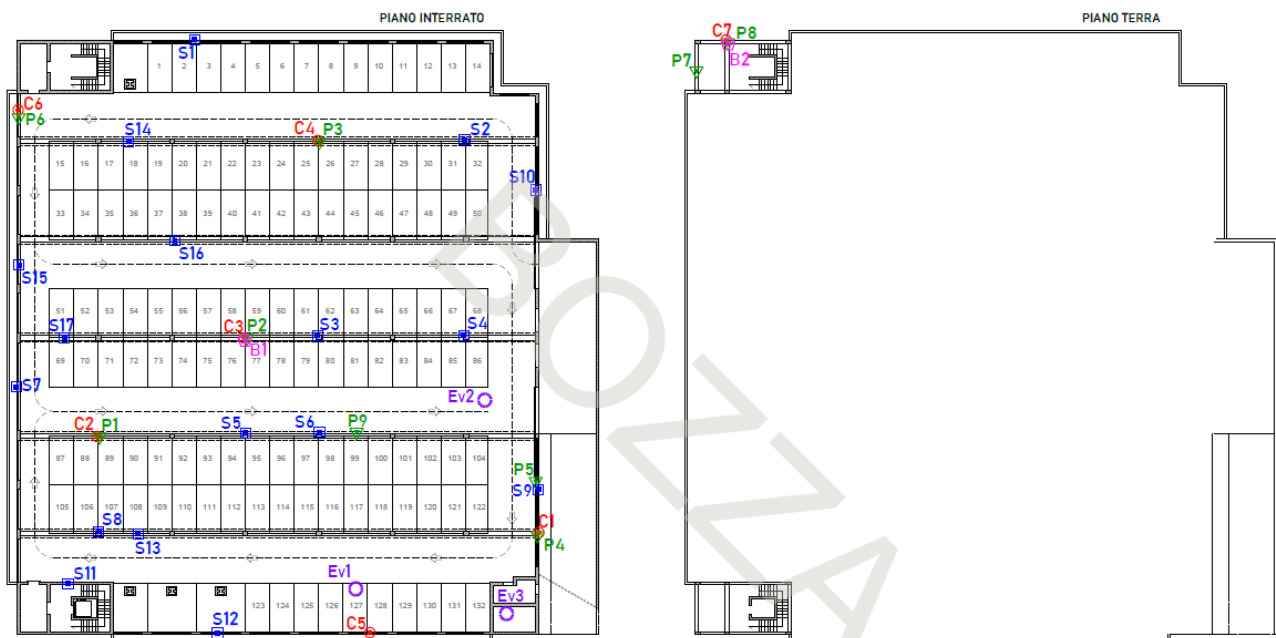 PIANO INTERRATO
PIANO TERRA
S1
C7 P8
P7
B2
1 2 3 4 5 6 7 8 9 10 11 12 13 14
C6
P6
S14
C4 P3
S2
15 16 17 18 19 20 21 22 23 24 25 26 27 28 29 30 31 32
S10
33 34 35 36 37 38 39 40 41 42 43 44 45 46 47 48 49 50
S16
S15
51 52 53 54 55 56 57 58 59 60 61 62 63 64 65 66 67 68
S17
C3 P2
S3
S4
B1
69 70 71 72 73 74 75 76 77 78 79 80 81 82 83 84 85 86
S7
Ev2
C2 P1
S5
S6
P9
87 88 89 90 91 92 93 94 95 96 97 98 99 100 101 102 103 104
P5
S9
105 106 107 108 109 110 111 112 113 114 115 116 117 118 119 120 121 122
S8
S13
C1
P4
S11
Ev1
Ev3
123 124 125 126 127 128 129 130 131 132
S12
C5
BOZZA